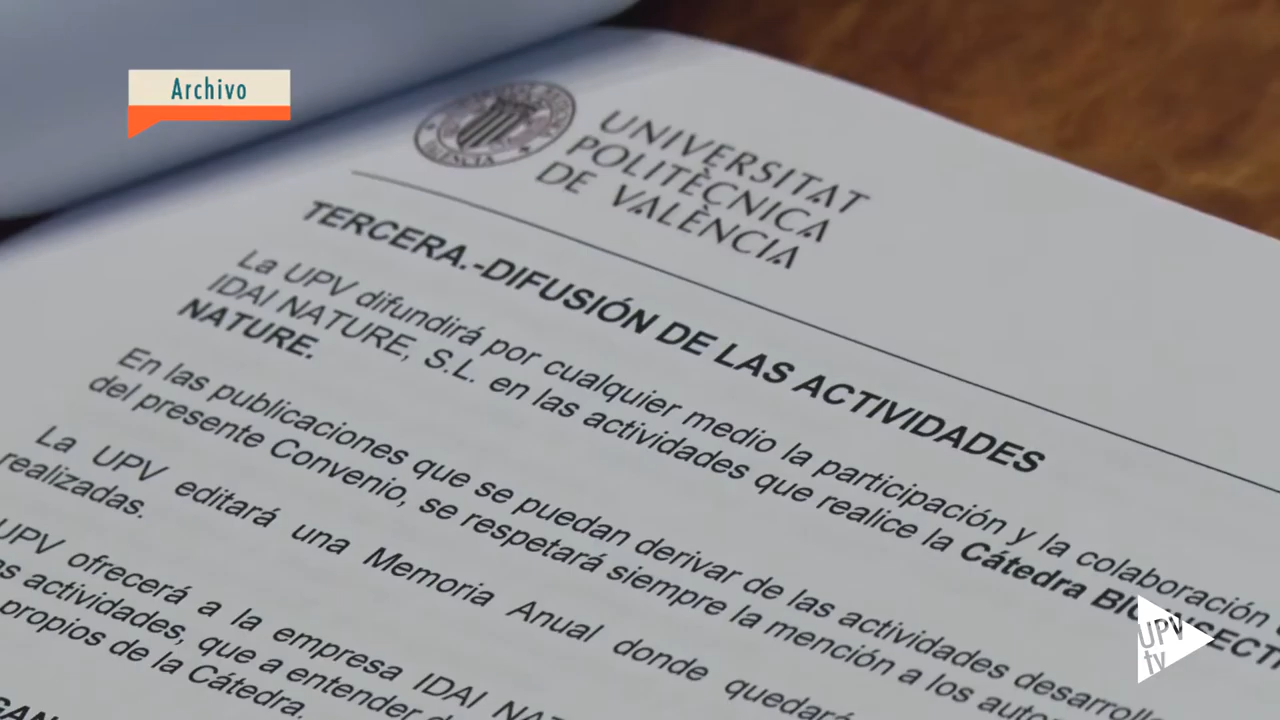 Archivo
UNIVERSITAT
POLITÈCNICA
DE VALÈNCIA
TERCERA.-DIFUSIÓN DE LAS ACTIVIDADES
La UPV difundirá por cualquier medio la participación y la colaboración
IDAI NATURE, S.L. en las actividades que realice la Cátedra
NATURE.
En las publicaciones que se puedan derivar de las actividades
del presente Convenio, se respetará siempre la mención a los
La UPV editará una Memoria Anual donde quedará
realizadas.
UPV ofrecerá a la empresa IDAI
actividades, que a entender
propios de la Cátedra.
UPV
tv